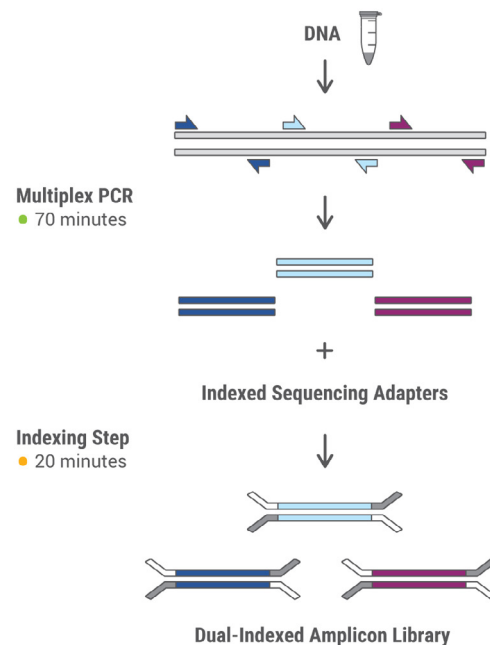 DNA
Multiplex PCR
70 minutes
+
Indexed Sequencing Adapters
Indexing Step
20 minutes
Dual-Indexed Amplicon Library